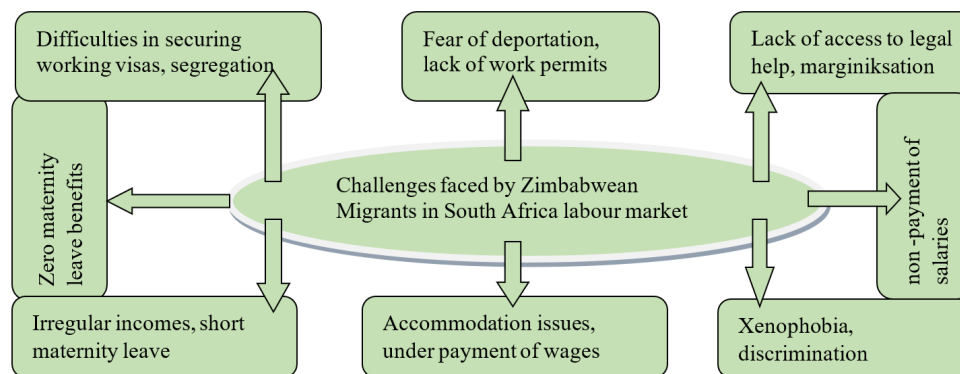 Difficulties in securing
working visas, segregation
Fear of deportation,
lack of work permits
Lack of access to legal
help, marginiksation
Zero maternity
leave benefits
Challenges faced by Zimbabwean
Migrants in South Africa labour market
non -payment of
salaries
Irregular incomes, short
maternity leave
Accommodation issues,
under payment of wages
Xenophobia,
discrimination